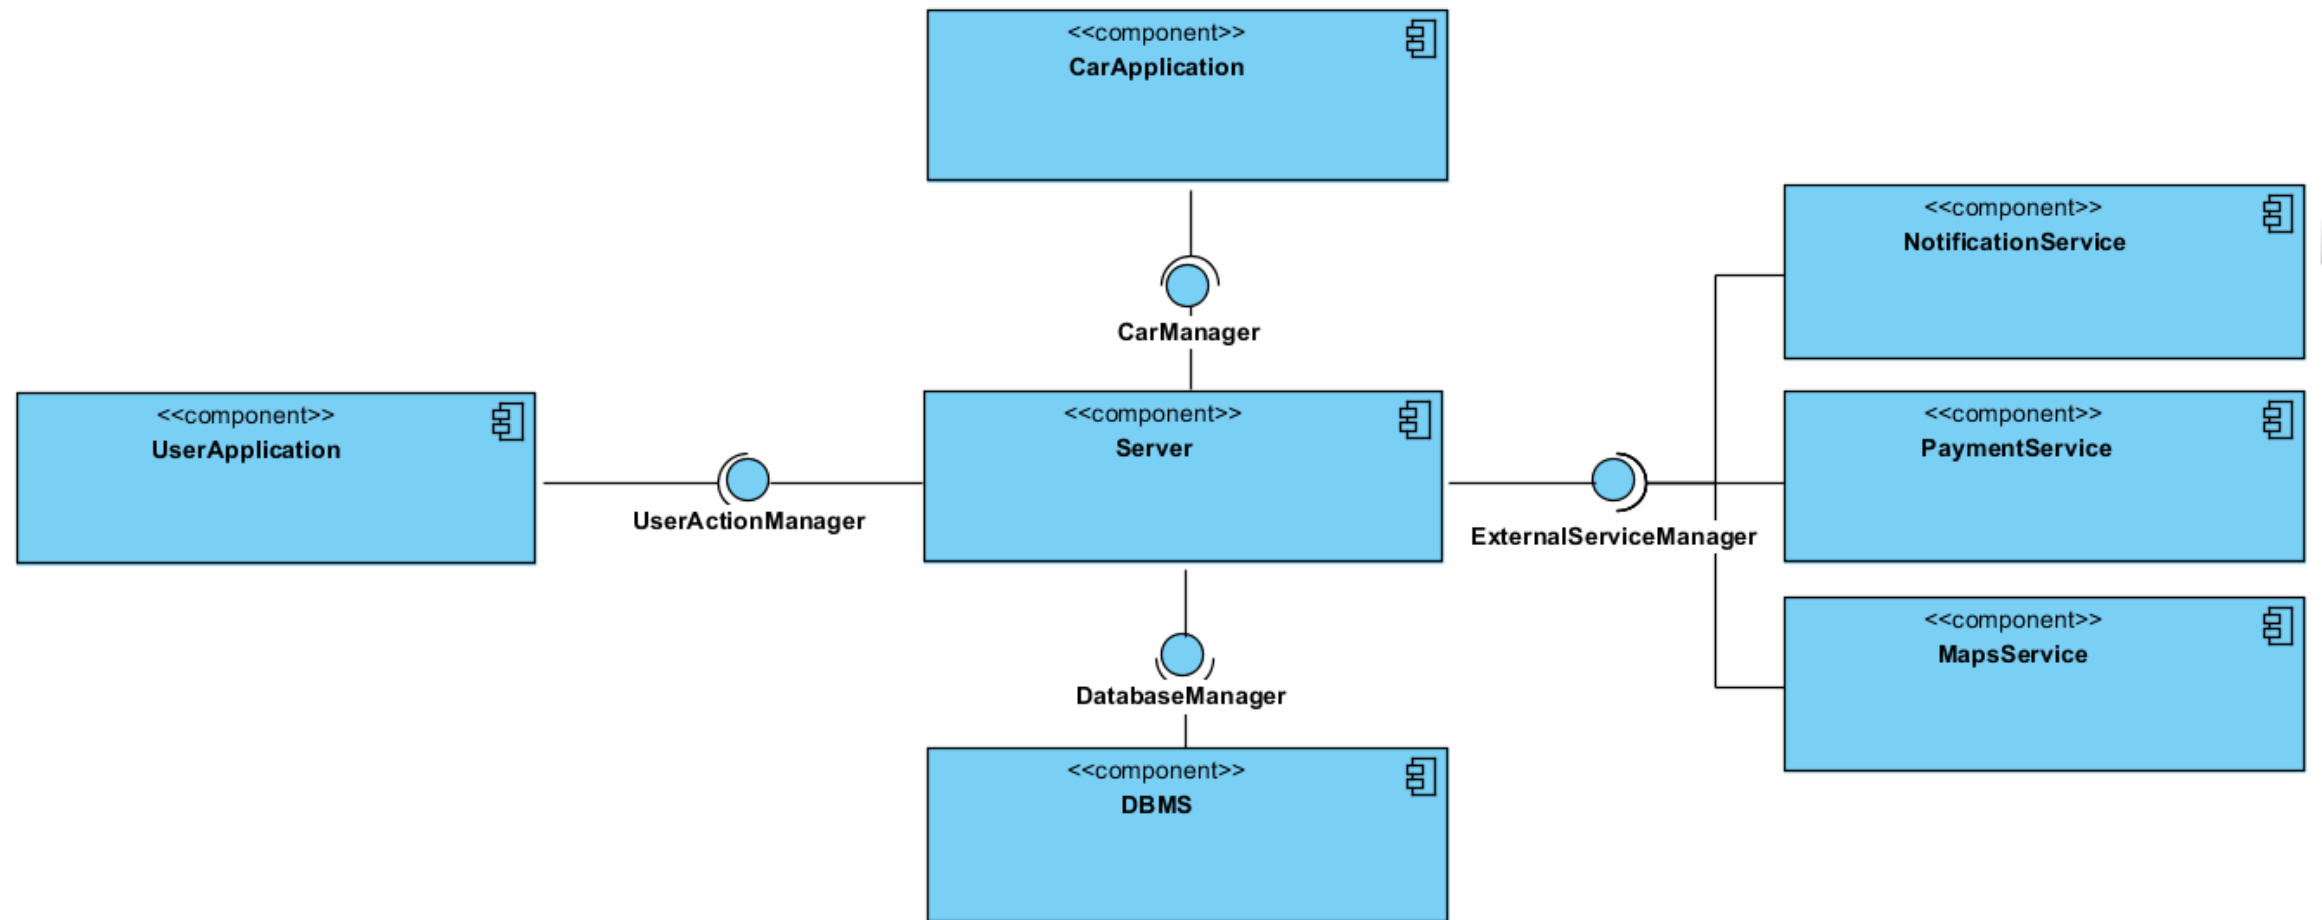 <<component>>
CarApplication
<<component>>
NotificationService
CarManager
<<component>>
UserApplication
<<component>>
Server
<<component>>
PaymentService
UserActionManager
ExternalServiceManager
<<component>>
MapsService
DatabaseManager
<<component>>
DBMS